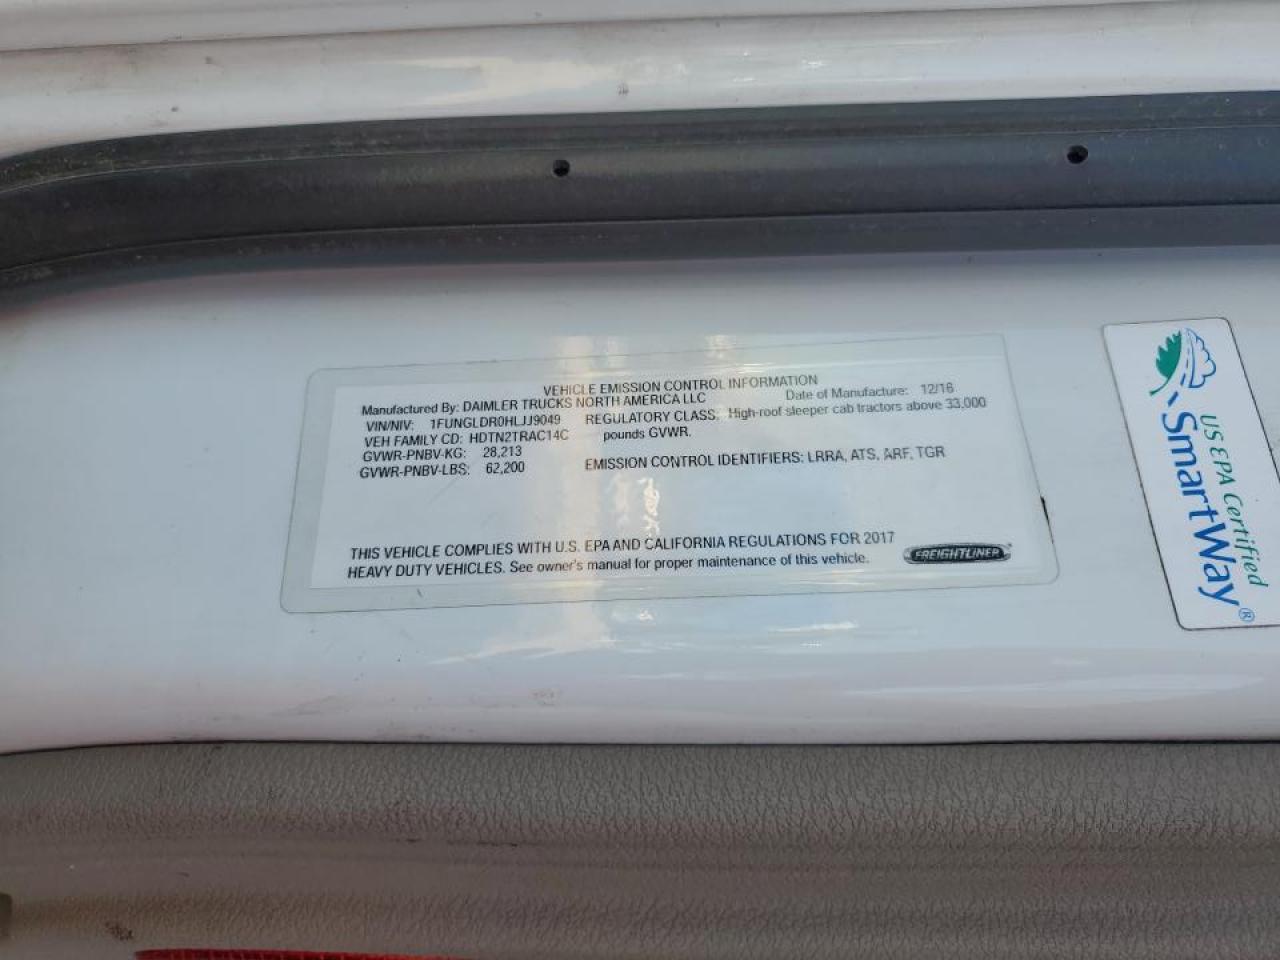 VEHICLE EMISSION CONTROL INFORMATION
Manufactured By: DAIMLER TRUCKS NORTH AMERICA LLC Date of Manufacture: 12/16
VIN/NIV: 1FUNGLDR0HLJJ9049 REGULATORY CLASS: High-roof sleeper cab tractors above 33,000
VEH FAMILY CD: HDTN2TRAC14C pounds GVWR.
GVWR-PNBV-KG: 28,213
GVWR-PNBV-LBS: 62,200 EMISSION CONTROL IDENTIFIERS: LRRA, ATS, ARF, TGR
THIS VEHICLE COMPLIES WITH U.S. EPA AND CALIFORNIA REGULATIONS FOR 2017
HEAVY DUTY VEHICLES. See owner's manual for proper maintenance of this vehicle.
FREIGHTLINER
US EPA Certified
SmartWay®